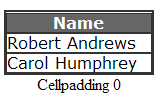 Name
Robert Andrews
Carol Humphrey
Cellpadding 0